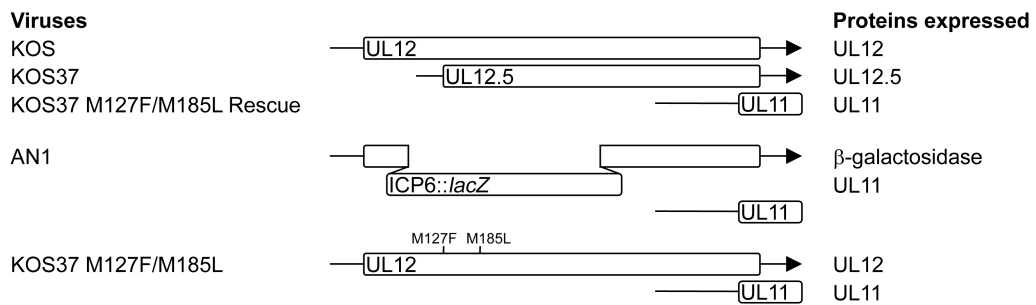 Viruses Proteins expressed
KOS UL12 UL12
KOS37 UL12.5 UL12.5
KOS37 M127F/M185L Rescue UL11 UL11
AN1 β-galactosidase
ICP6::lacZ UL11
UL11
M127F M185L
KOS37 M127F/M185L UL12 UL12
UL11 UL11